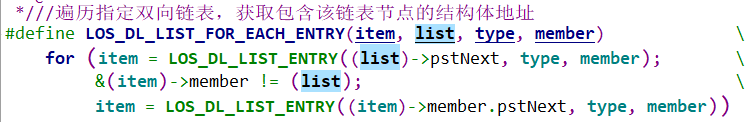 *///遍历指定双向链表，获取包含该链表节点的结构体地址
#define LOS_DL_LIST_FOR_EACH_ENTRY(item, list, type, member) \
for (item = LOS_DL_LIST_ENTRY((list)->pstNext, type, member); \
&(item)->member != (list); \
item = LOS_DL_LIST_ENTRY((item)->member.pstNext, type, member))